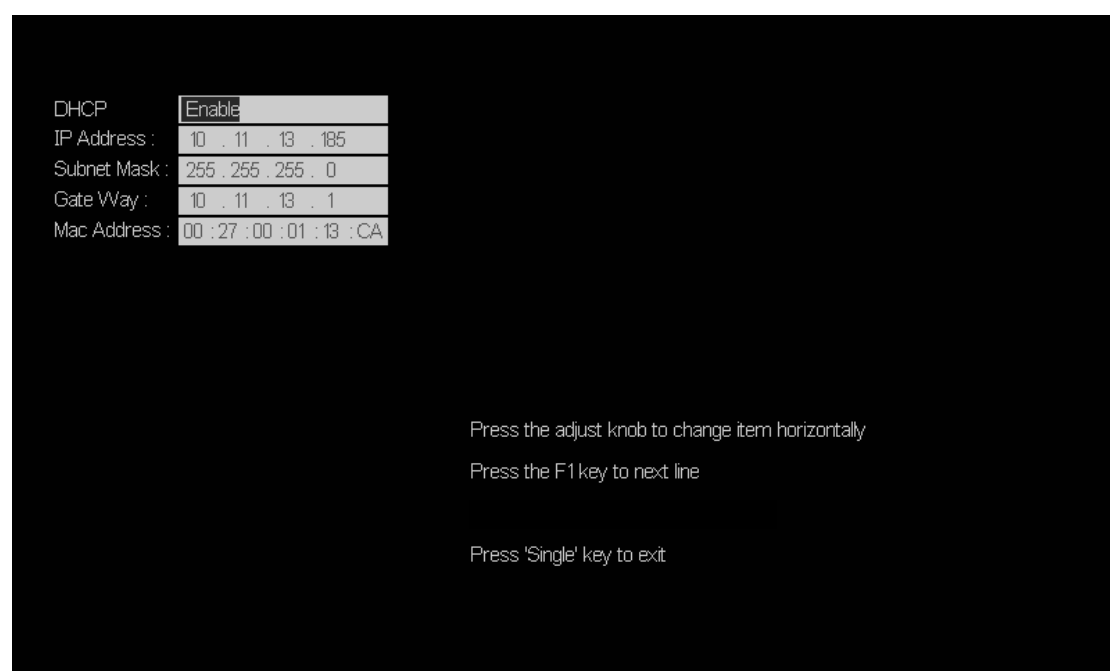 DHCP Enable
IP Address : 10 . 11 . 13 . 185
Subnet Mask : 255 . 255 . 255 . 0
Gate Way : 10 . 11 . 13 . 1
Mac Address : 00 : 27 : 00 : 01 : 13 : CA
Press the adjust knob to change item horizontally
Press the F1 key to next line
Press 'Single' key to exit